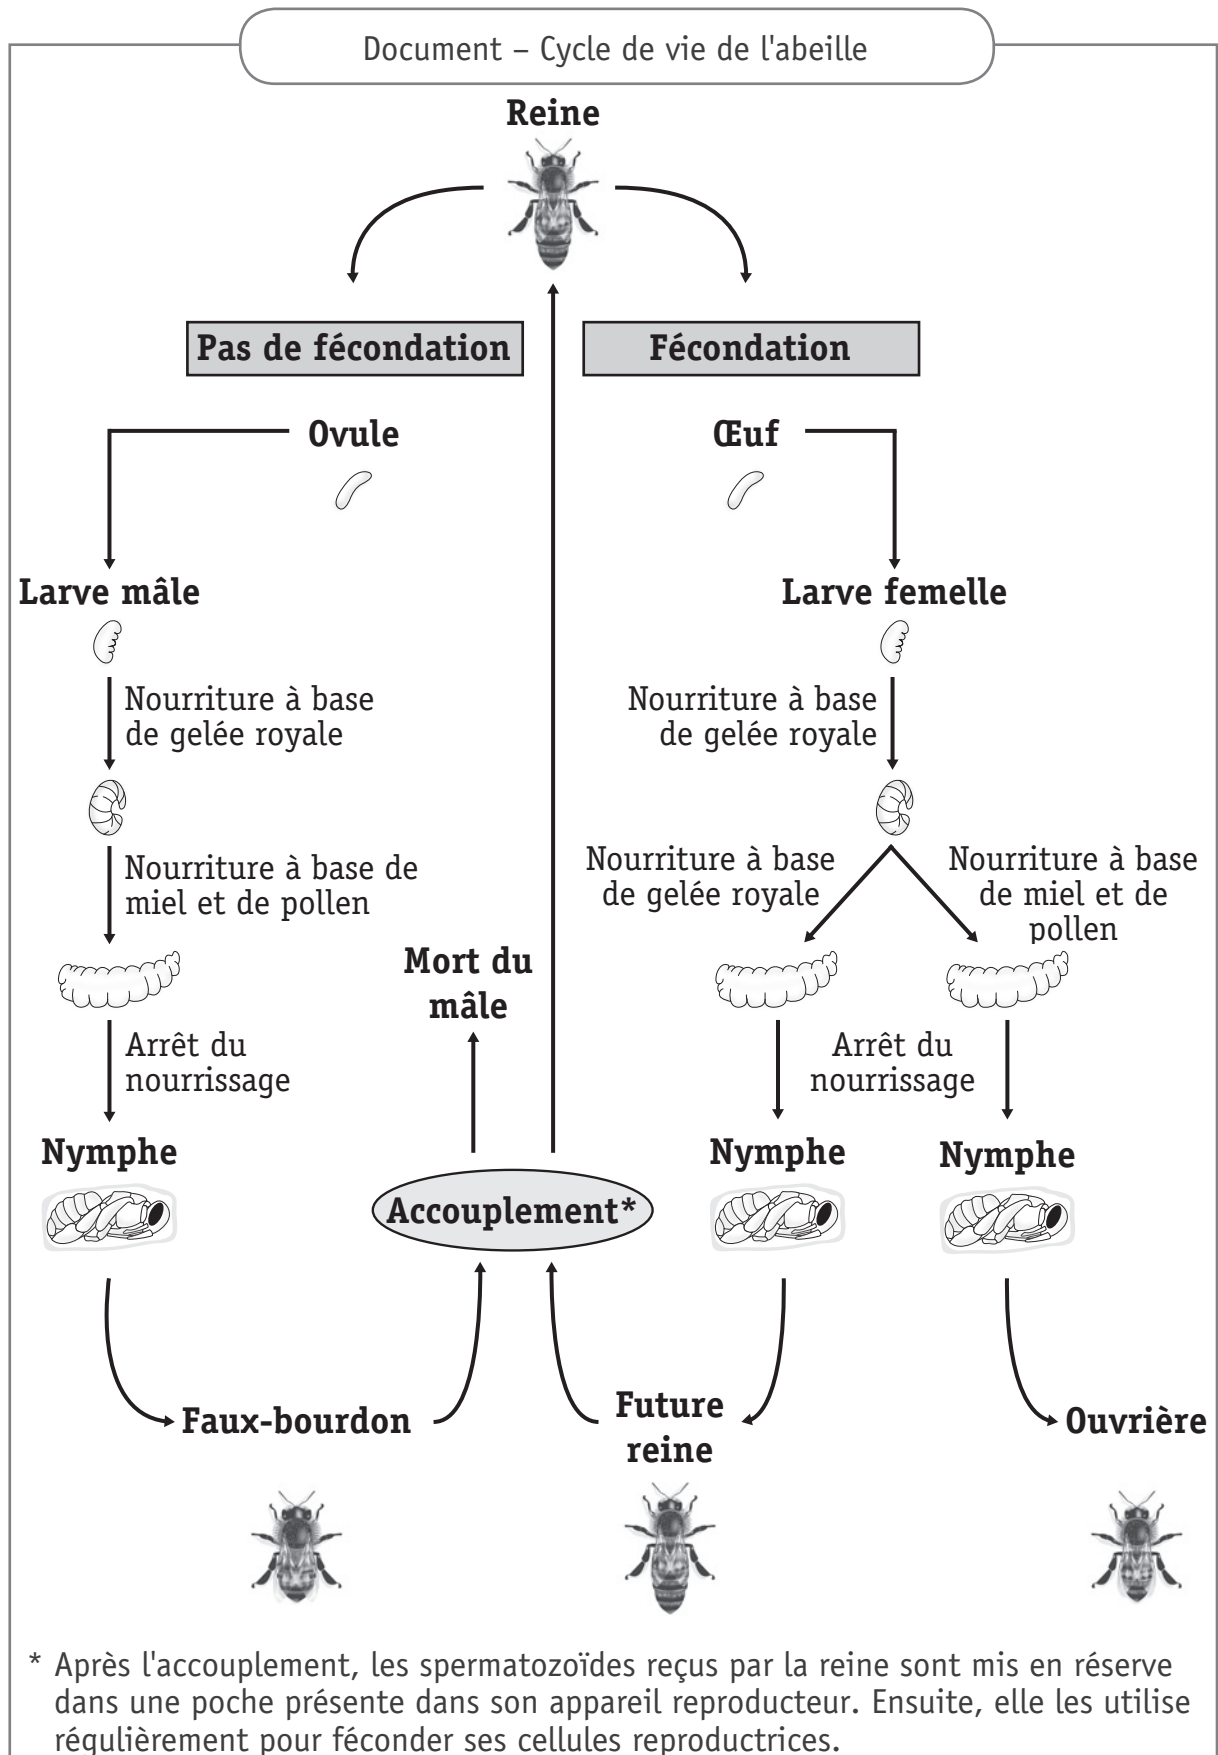 Document – Cycle de vie de l'abeille
Reine
Pas de fécondation
Fécondation
Ovule
Œuf
Larve mâle
Larve femelle
Nourriture à base
de gelée royale
Nourriture à base
de gelée royale
Nourriture à base de
miel et de pollen
Nourriture à base
de gelée royale
Nourriture à base
de miel et de
pollen
Mort du
mâle
Arrêt du
nourrissage
Arrêt du
nourrissage
Nymphe
Nymphe
Nymphe
Accouplement*
Faux-bourdon
Future
reine
Ouvrière
* Après l'accouplement, les spermatozoïdes reçus par la reine sont mis en réserve
dans une poche présente dans son appareil reproducteur. Ensuite, elle les utilise
régulièrement pour féconder ses cellules reproductrices.